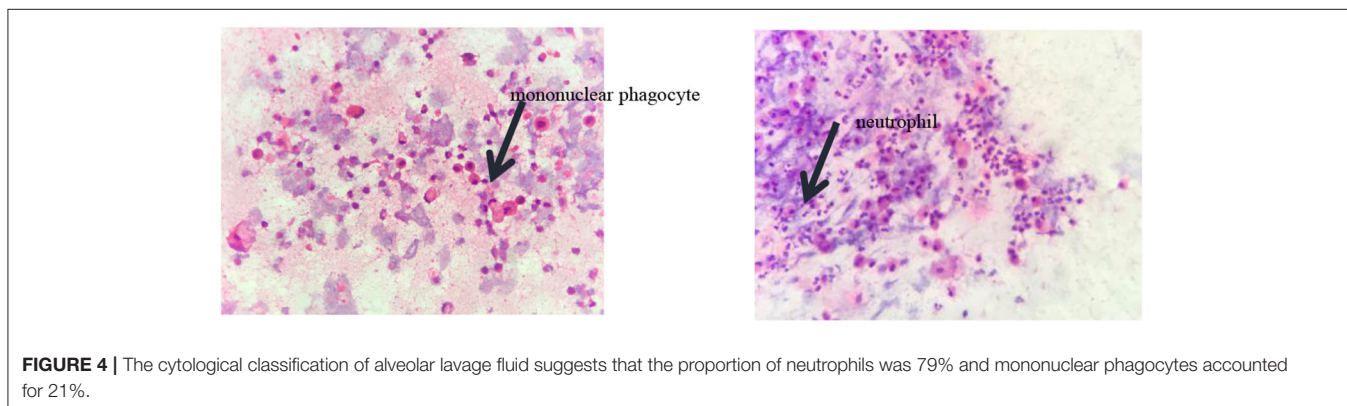 mononuclear phagocyte
neutrophil
FIGURE 4 | The cytological classification of alveolar lavage fluid suggests that the proportion of neutrophils was 79% and mononuclear phagocytes accounted
for 21%.